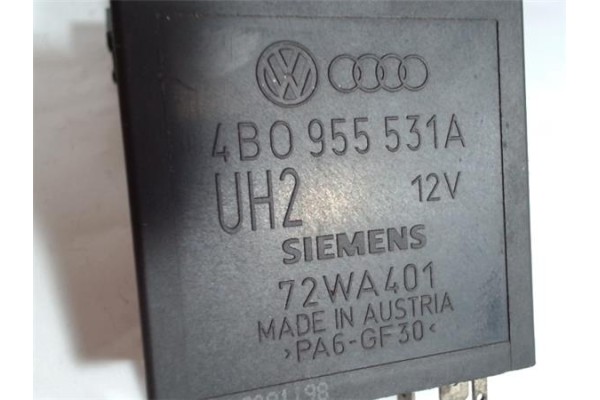 4B0 955 531A
UH2 12V
SIEMENS
72WA401
MADE IN AUSTRIA
>PA6-GF30<